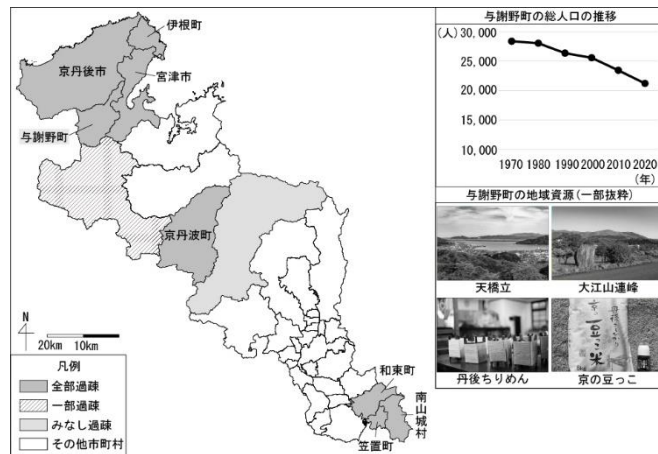 伊根町
京丹後市
宮津市
与謝野町
京丹波町
和束町
南山城村
笠置町
N
20km 10km
凡例
全部過疎
一部過疎
みなし過疎
その他市町村
与謝野町の総人口の推移
(人)
30,000
25,000
20,000
15,000
10,000
1970 1980 1990 2000 2010 2020
(年)
与謝野町の地域資源(一部抜粋)
天橋立
大江山連峰
京
豆っこ米
丹後ちりめん
京の豆っこ